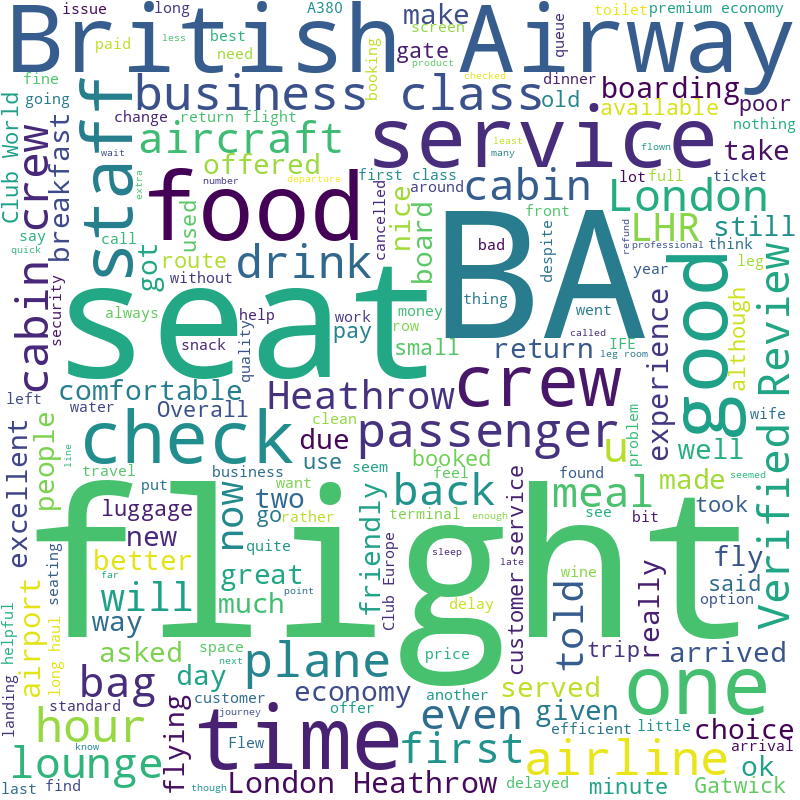 issue
long
A380
make
screen
toilet
premium economy
British Airway
paid
less
best
need
gate
queue
product
booking
checked
dinner
fine
going
staff
business class
boarding
poor
Club World
change
return flight
old
available
nothing
cabin crew
breakfast
wait
aircraft
service
take
offered
first class
least
many
flown
lot
full
ticket
extra
number
departure
food
around
cabin
London
say
call
used
cancelled
nice
BA
front
LHR
still
quick
security
got
drink
board
bad
despite
refund
professional
think
route
without
seat
thing
year
leg
good
Verified Review
always
help
work
money
went
experience
although
snack
pay
row
called
IFE
quality
small
return
leg room
left
comfortable
Heathrow
crew
water
Overall
clean
passenger
u
problem
wife
people
check
due
line
use
booked
well
excellent
travel
business
seem
feel
found
made
put
now
want
back
meal
see
took
luggage
two
terminal
customer service
bit
new
go
rather
friendly
enough
flight
fly
better
quite
sleep
late
really
seating
far
great
Club Europe
wine
said
will
much
point
delay
told
option
helpful
airport
long haul
way
asked
space
price
trip
arrived
next
plane
landing
bag
day
economy
another
served
one
standard
customer
offer
journey
even
given
choice
hour
flying
time
Flew
first
efficient
little
know
airline
arrival
lounge
ok
last
find
though
London Heathrow
delayed
minute
Gatwick
seemed